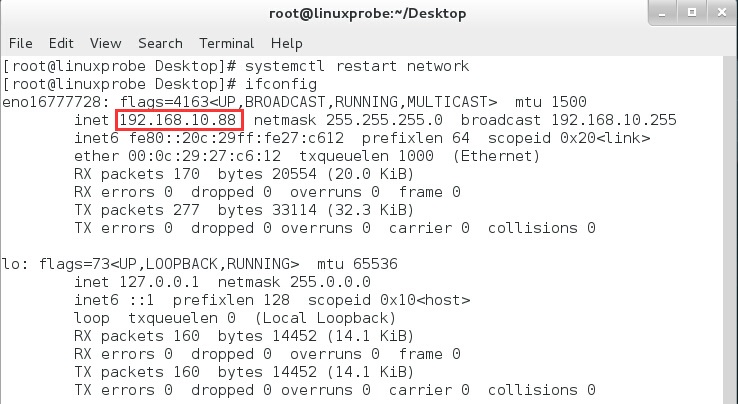 root@linuxprobe:~/Desktop
File Edit View Search Terminal Help
[root@linuxprobe Desktop]# systemctl restart network
[root@linuxprobe Desktop]# ifconfig
eno16777728: flags=4163<UP,BROADCAST,RUNNING,MULTICAST>  mtu 1500
        inet 192.168.10.88  netmask 255.255.255.0  broadcast 192.168.10.255
        inet6 fe80::20c:29ff:fe27:c612  prefixlen 64  scopeid 0x20<link>
        ether 00:0c:29:27:c6:12  txqueuelen 1000  (Ethernet)
        RX packets 170  bytes 20554 (20.0 KiB)
        RX errors 0  dropped 0  overruns 0  frame 0
        TX packets 277  bytes 33114 (32.3 KiB)
        TX errors 0  dropped 0 overruns 0  carrier 0  collisions 0

lo: flags=73<UP,LOOPBACK,RUNNING>  mtu 65536
        inet 127.0.0.1  netmask 255.0.0.0
        inet6 ::1  prefixlen 128  scopeid 0x10<host>
        loop  txqueuelen 0  (Local Loopback)
        RX packets 160  bytes 14452 (14.1 KiB)
        RX errors 0  dropped 0  overruns 0  frame 0
        TX packets 160  bytes 14452 (14.1 KiB)
        TX errors 0  dropped 0 overruns 0  carrier 0  collisions 0